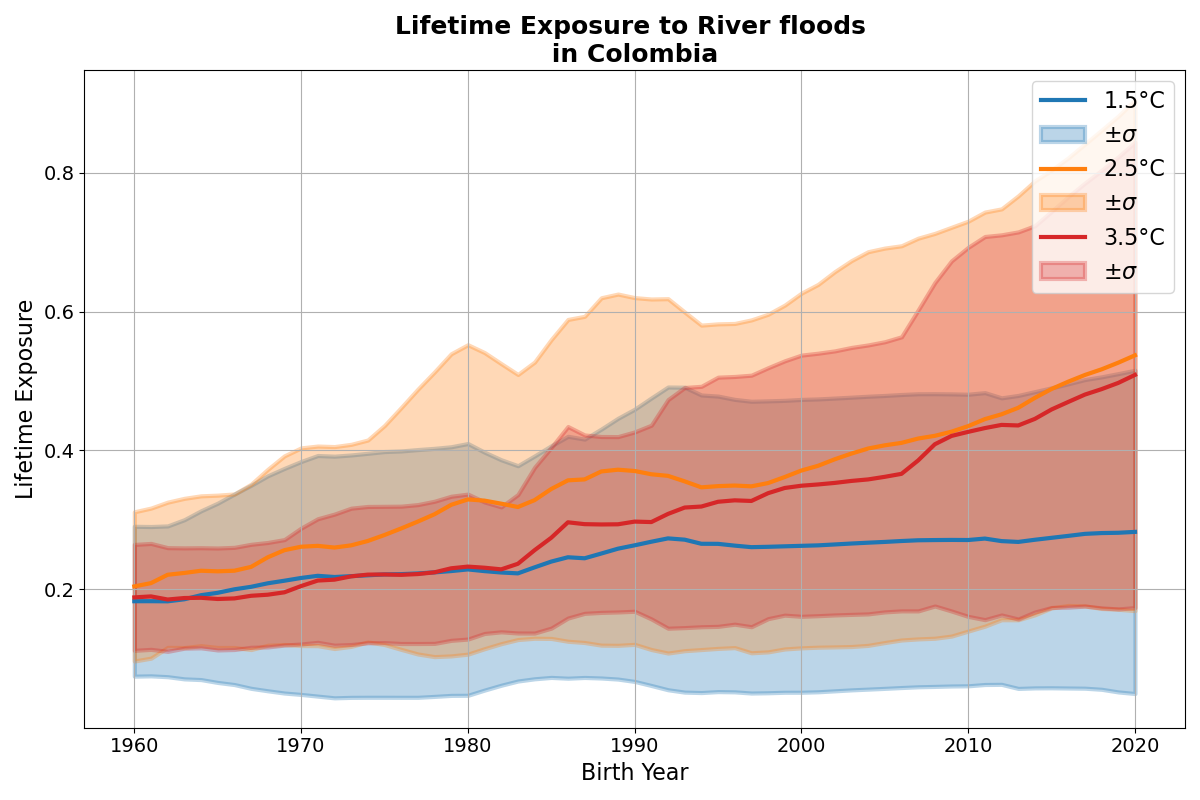 Lifetime Exposure to River floods
in Colombia
Lifetime Exposure
0.8
0.6
0.4
0.2
1960
1970
1980
1990
2000
2010
2020
Birth Year
1.5°C
±σ
2.5°C
±σ
3.5°C
±σ